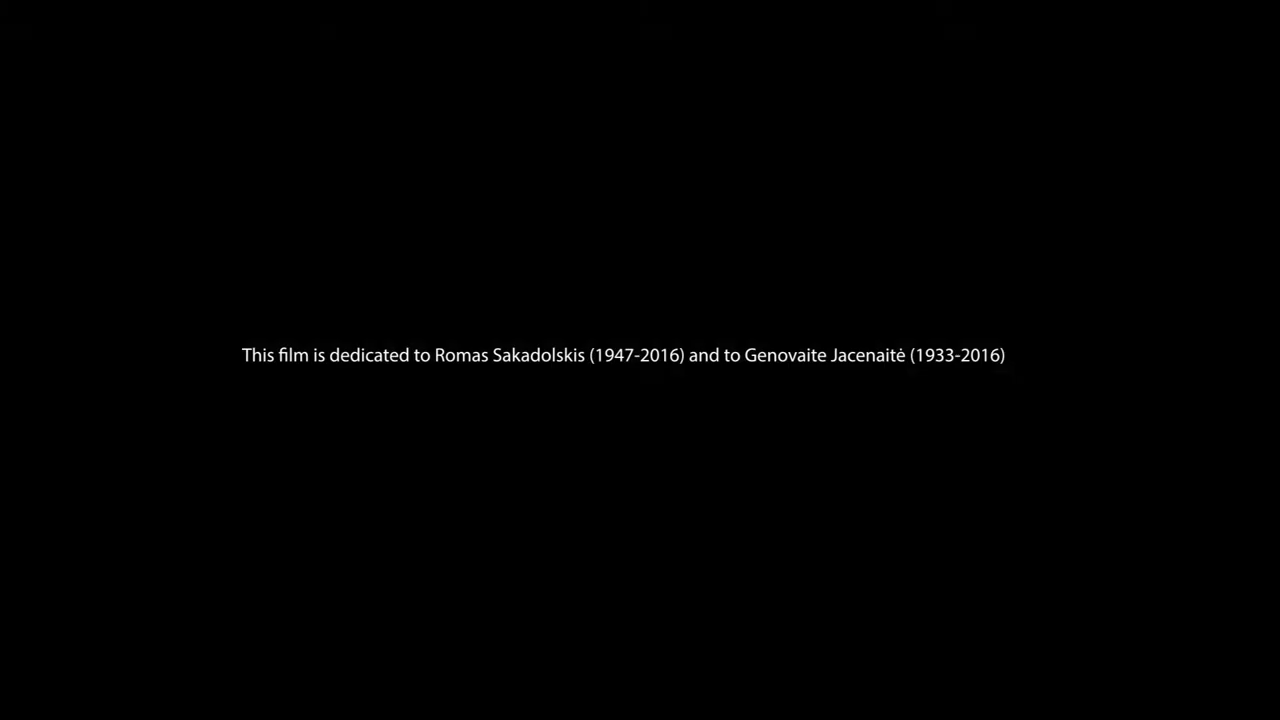 This film is dedicated to Romas Sakadolskis (1947-2016) and to Genovaite Jacenaitė (1933-2016)